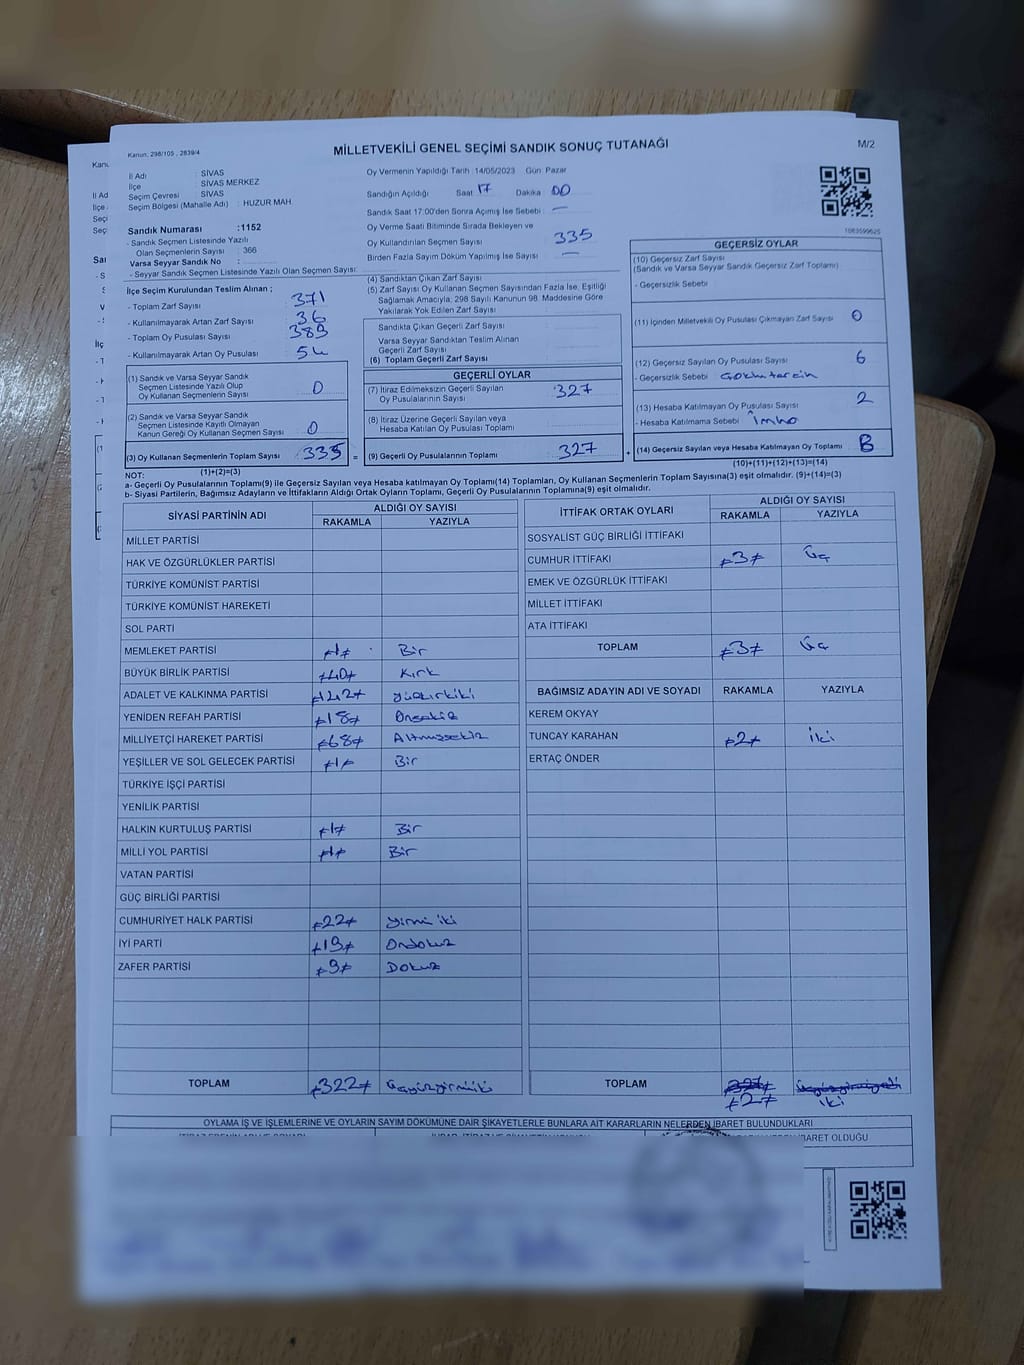 Kanun, 298/105 , 2839/4
MİLLETVEKİLİ GENEL SEÇİMİ SANDIK SONUÇ TUTANAĞI
M/2
İl Adı : SİVAS
İlçe : SİVAS MERKEZ
Seçim Çevresi : SİVAS
Seçim Bölgesi (Mahalle Adı) : HUZUR MAH.
Sandık Numarası :1152
- Sandık Seçmen Listesinde Yazılı
Olan Seçmenlerin Sayısı : 366
Varsa Seyyar Sandık No :
- Seyyar Sandık Seçmen Listesinde Yazılı Olan Seçmen Sayısı:
Oy Vermenin Yapıldığı Tarih : 14/05/2023 Gün: Pazar
Sandığın Açıldığı Saat 17 Dakika 00
Sandık Saat 17:00'den Sonra Açımış İse Sebebi : —
Oy Verme Saati Bitiminde Sırada Bekleyen ve
Oy Kullandırılan Seçmen Sayısı : 335
Birden Fazla Sayım Döküm Yapılmış İse Sayısı : —
İlçe Seçim Kurulundan Teslim Alınan ;
- Toplam Zarf Sayısı : 371
- Kullanılmayarak Artan Zarf Sayısı : 36
- Toplam Oy Pusulası Sayısı : 389
- Kullanılmayarak Artan Oy Pusulası : 54
(1) Sandık ve Varsa Seyyar Sandık
Seçmen Listesinde Yazılı Olup
Oy Kullanan Seçmenlerin Sayısı : 0
(2) Sandık ve Varsa Seyyar Sandık
Seçmen Listesinde Kayıtlı Olmayan
Kanun Gereği Oy Kullanan Seçmen Sayısı : 0
(3) Oy Kullanan Seçmenlerin Toplam Sayısı : 335 =
(1)+(2)=(3)
(4) Sandıktan Çıkan Zarf Sayısı
(5) Zarf Sayısı Oy Kullanan Seçmen Sayısından Fazla İse, Eşitliği
Sağlamak Amacıyla; 298 Sayılı Kanunun 98. Maddesine Göre
Yakılarak Yok Edilen Zarf Sayısı
Sandıkta Çıkan Geçerli Zarf Sayısı :
Varsa Seyyar Sandıktan Teslim Alınan
Geçerli Zarf Sayısı :
(6) Toplam Geçerli Zarf Sayısı
GEÇERLİ OYLAR
(7) İtiraz Edilmeksizin Geçerli Sayılan
Oy Pusulalarının Sayısı : 327
(8) İtiraz Üzerine Geçerli Sayılan veya
Hesaba Katılan Oy Pusulası Toplamı
(9) Geçerli Oy Pusulalarının Toplamı : 327 +
GEÇERSİZ OYLAR
(10) Geçersiz Zarf Sayısı
(Sandık ve Varsa Seyyar Sandık Geçersiz Zarf Toplamı)
- Geçersizlik Sebebi :
(11) İçinden Milletvekili Oy Pusulası Çıkmayan Zarf Sayısı 0
(12) Geçersiz Sayılan Oy Pusulası Sayısı 6
- Geçersizlik Sebebi :
(13) Hesaba Katılmayan Oy Pusulası Sayısı 2
- Hesaba Katılmama Sebebi : İmha
(14) Geçersiz Sayılan veya Hesaba Katılmayan Oy Toplamı
(10)+(11)+(12)+(13)=(14)
NOT:
a- Geçerli Oy Pusulalarının Toplamı(9) ile Geçersiz Sayılan veya Hesaba katılmayan Oy Toplamı(14) Toplamları, Oy Kullanan Seçmenlerin Toplam Sayısına(3) eşit olmalıdır. (9)+(14)=(3)
b- Siyasi Partilerin, Bağımsız Adayların ve İttifakların Aldığı Ortak Oyların Toplamı, Geçerli Oy Pusulalarının Toplamına(9) eşit olmalıdır.
SİYASİ PARTİNİN ADI ALDIĞI OY SAYISI
RAKAMLA YAZIYLA
MİLLET PARTİSİ
HAK VE ÖZGÜRLÜKLER PARTİSİ
TÜRKİYE KOMÜNİST PARTİSİ
TÜRKİYE KOMÜNİST HAREKETİ
SOL PARTİ
MEMLEKET PARTİSİ ≠1≠ Bir
BÜYÜK BİRLİK PARTİSİ ≠40≠ Kırk
ADALET VE KALKINMA PARTİSİ ≠142≠ yüzkırkiki
YENİDEN REFAH PARTİSİ ≠18≠ Onsekiz
MİLLİYETÇİ HAREKET PARTİSİ ≠68≠ Altmışsekiz
YEŞİLLER VE SOL GELECEK PARTİSİ ≠1≠ Bir
TÜRKİYE İŞÇİ PARTİSİ
YENİLİK PARTİSİ
HALKIN KURTULUŞ PARTİSİ ≠1≠ Bir
MİLLİ YOL PARTİSİ ≠1≠ Bir
VATAN PARTİSİ
GÜÇ BİRLİĞİ PARTİSİ
CUMHURİYET HALK PARTİSİ ≠22≠ yirmi iki
İYİ PARTİ ≠19≠ Ondokuz
ZAFER PARTİSİ ≠9≠ Dokuz
TOPLAM ≠322≠ üçyüzyirmiiki
İTTİFAK ORTAK OYLARI ALDIĞI OY SAYISI
RAKAMLA YAZIYLA
SOSYALİST GÜÇ BİRLİĞİ İTTİFAKI
CUMHUR İTTİFAKI ≠3≠ Üç
EMEK VE ÖZGÜRLÜK İTTİFAKI
MİLLET İTTİFAKI
ATA İTTİFAKI
TOPLAM ≠3≠ Üç
BAĞIMSIZ ADAYIN ADI VE SOYADI RAKAMLA YAZIYLA
KEREM OKYAY
TUNCAY KARAHAN ≠2≠ İki
ERTAÇ ÖNDER
TOPLAM ≠2≠ iki
OYLAMA İŞ VE İŞLEMLERİNE VE OYLARIN SAYIM DÖKÜMÜNE DAİR ŞİKAYETLERLE BUNLARA AİT KARARLARIN NELERDEN İBARET BULUNDUKLARI
İBARET OLDUĞU